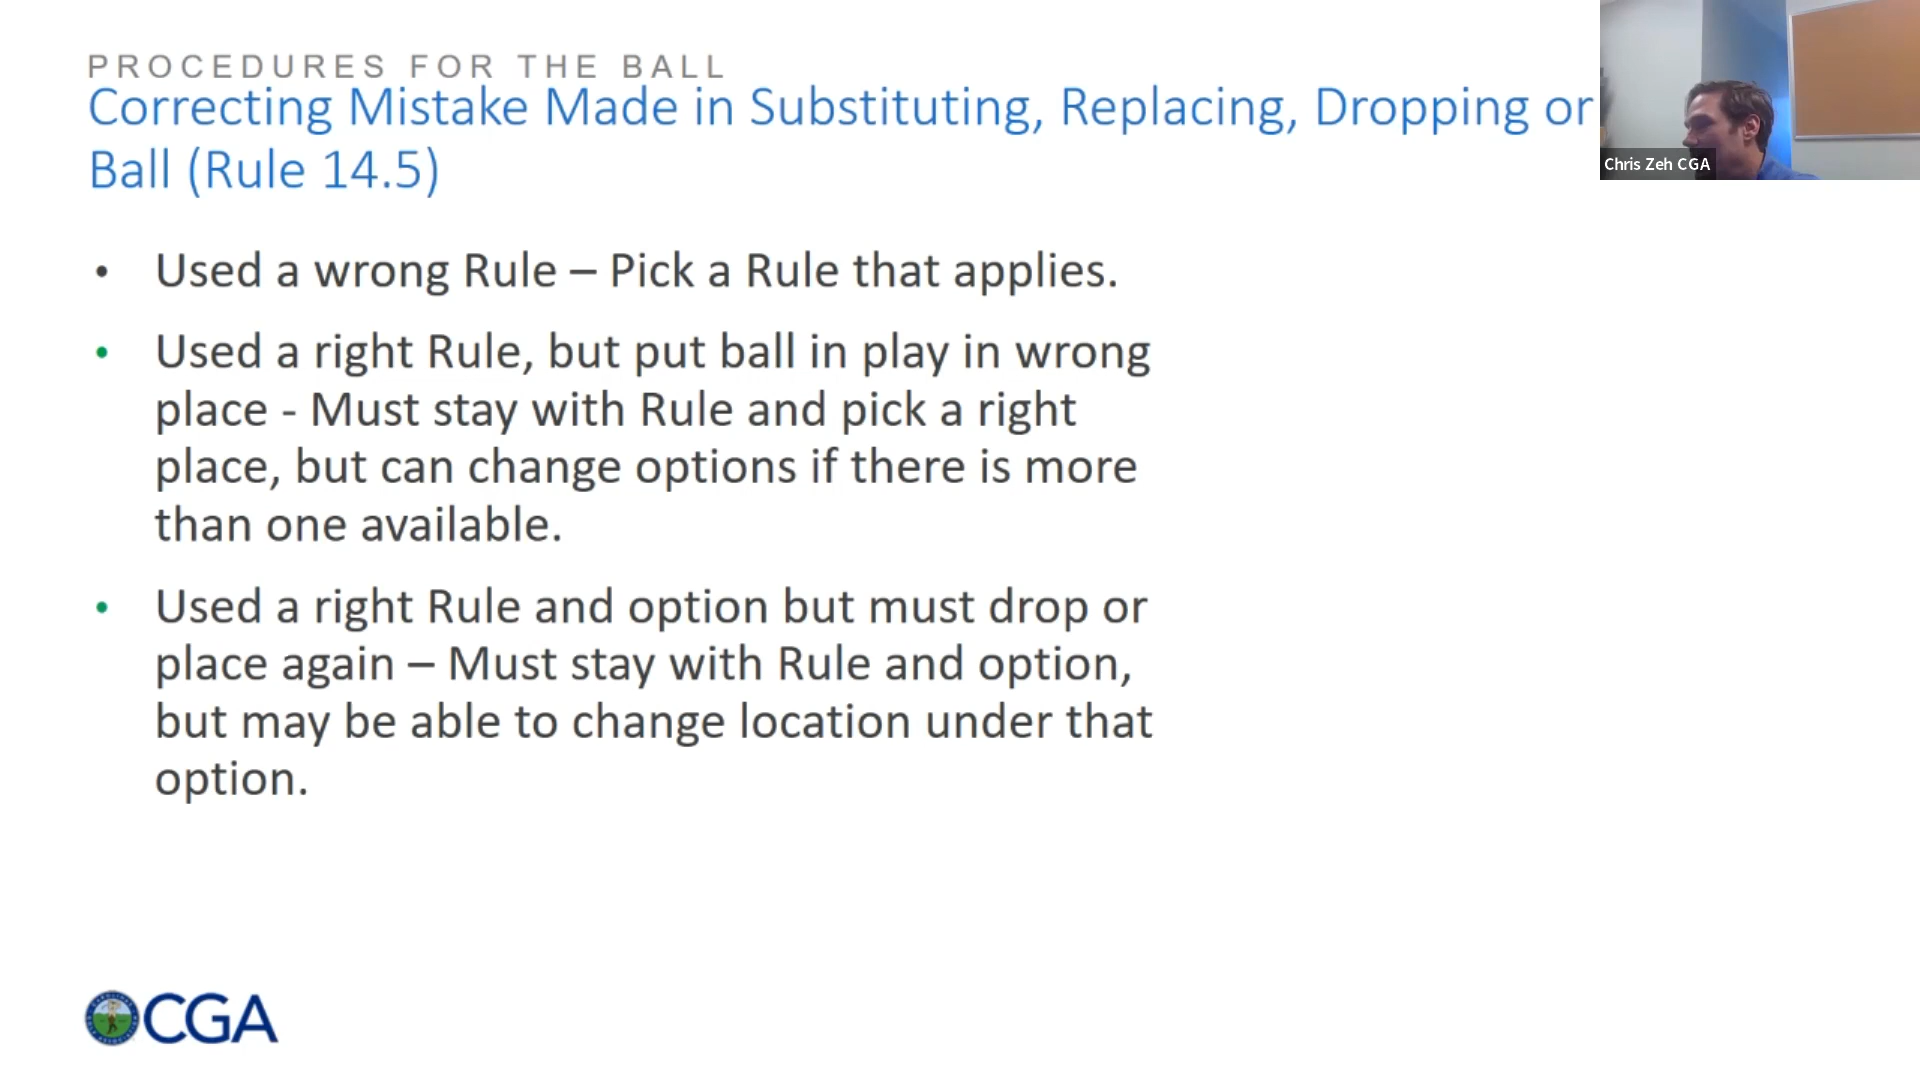 PROCEDURES FOR THE BALL
Correcting Mistake Made in Substituting, Replacing, Dropping or
Ball (Rule 14.5)
Chris Zeh CGA
• Used a wrong Rule – Pick a Rule that applies.
• Used a right Rule, but put ball in play in wrong
place - Must stay with Rule and pick a right
place, but can change options if there is more
than one available.
• Used a right Rule and option but must drop or
place again – Must stay with Rule and option,
but may be able to change location under that
option.
CGA